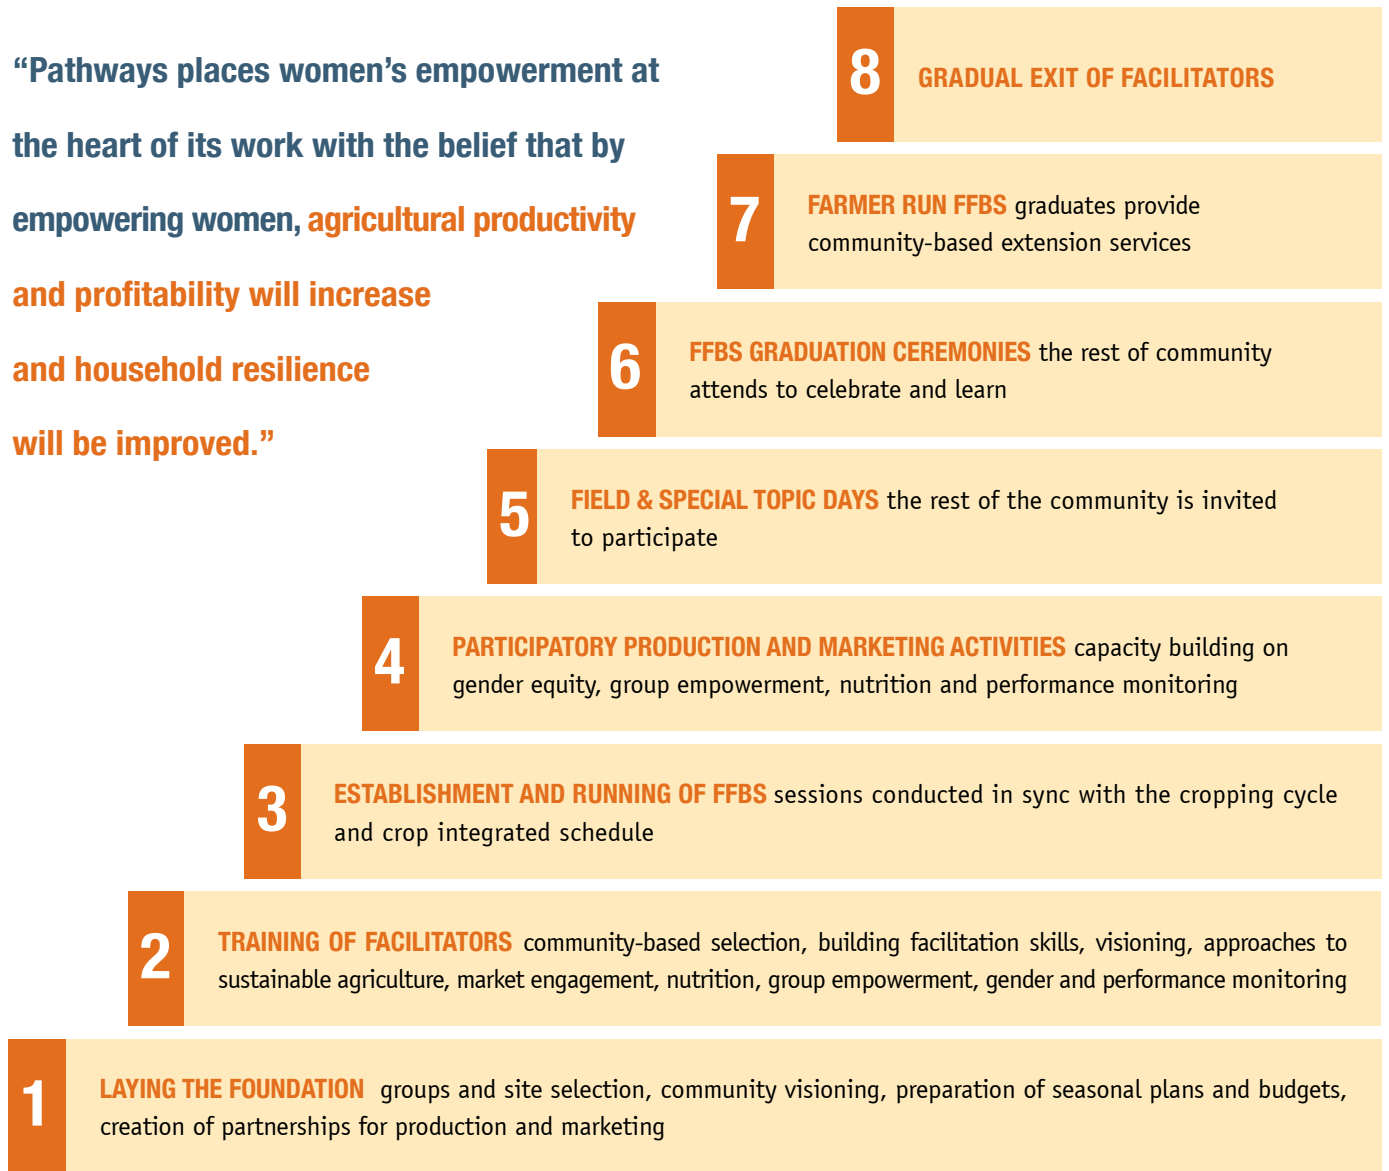 “Pathways places women’s empowerment at
the heart of its work with the belief that by
empowering women, agricultural productivity
and profitability will increase
and household resilience
will be improved.”
8
GRADUAL EXIT OF FACILITATORS
7
FARMER RUN FFBS graduates provide
community-based extension services
6
FFBS GRADUATION CEREMONIES the rest of community
attends to celebrate and learn
5
FIELD & SPECIAL TOPIC DAYS the rest of the community is invited
to participate
4
PARTICIPATORY PRODUCTION AND MARKETING ACTIVITIES capacity building on
gender equity, group empowerment, nutrition and performance monitoring
3
ESTABLISHMENT AND RUNNING OF FFBS sessions conducted in sync with the cropping cycle
and crop integrated schedule
2
TRAINING OF FACILITATORS community-based selection, building facilitation skills, visioning, approaches to
sustainable agriculture, market engagement, nutrition, group empowerment, gender and performance monitoring
1
LAYING THE FOUNDATION groups and site selection, community visioning, preparation of seasonal plans and budgets,
creation of partnerships for production and marketing